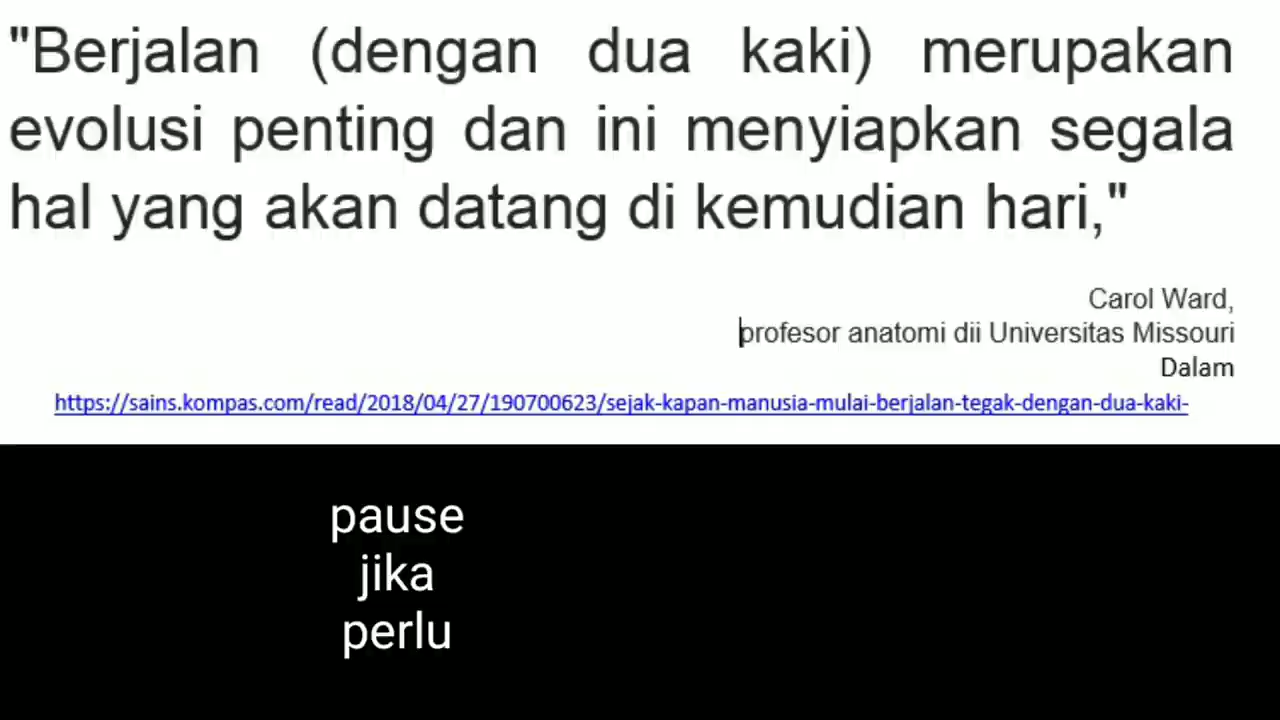 "Berjalan (dengan dua kaki) merupakan
evolusi penting dan ini menyiapkan segala
hal yang akan datang di kemudian hari,"
Carol Ward,
profesor anatomi dii Universitas Missouri
Dalam
https://sains.kompas.com/read/2018/04/27/190700623/sejak-kapan-manusia-mulai-berjalan-tegak-dengan-dua-kaki-
pause
jika
perlu